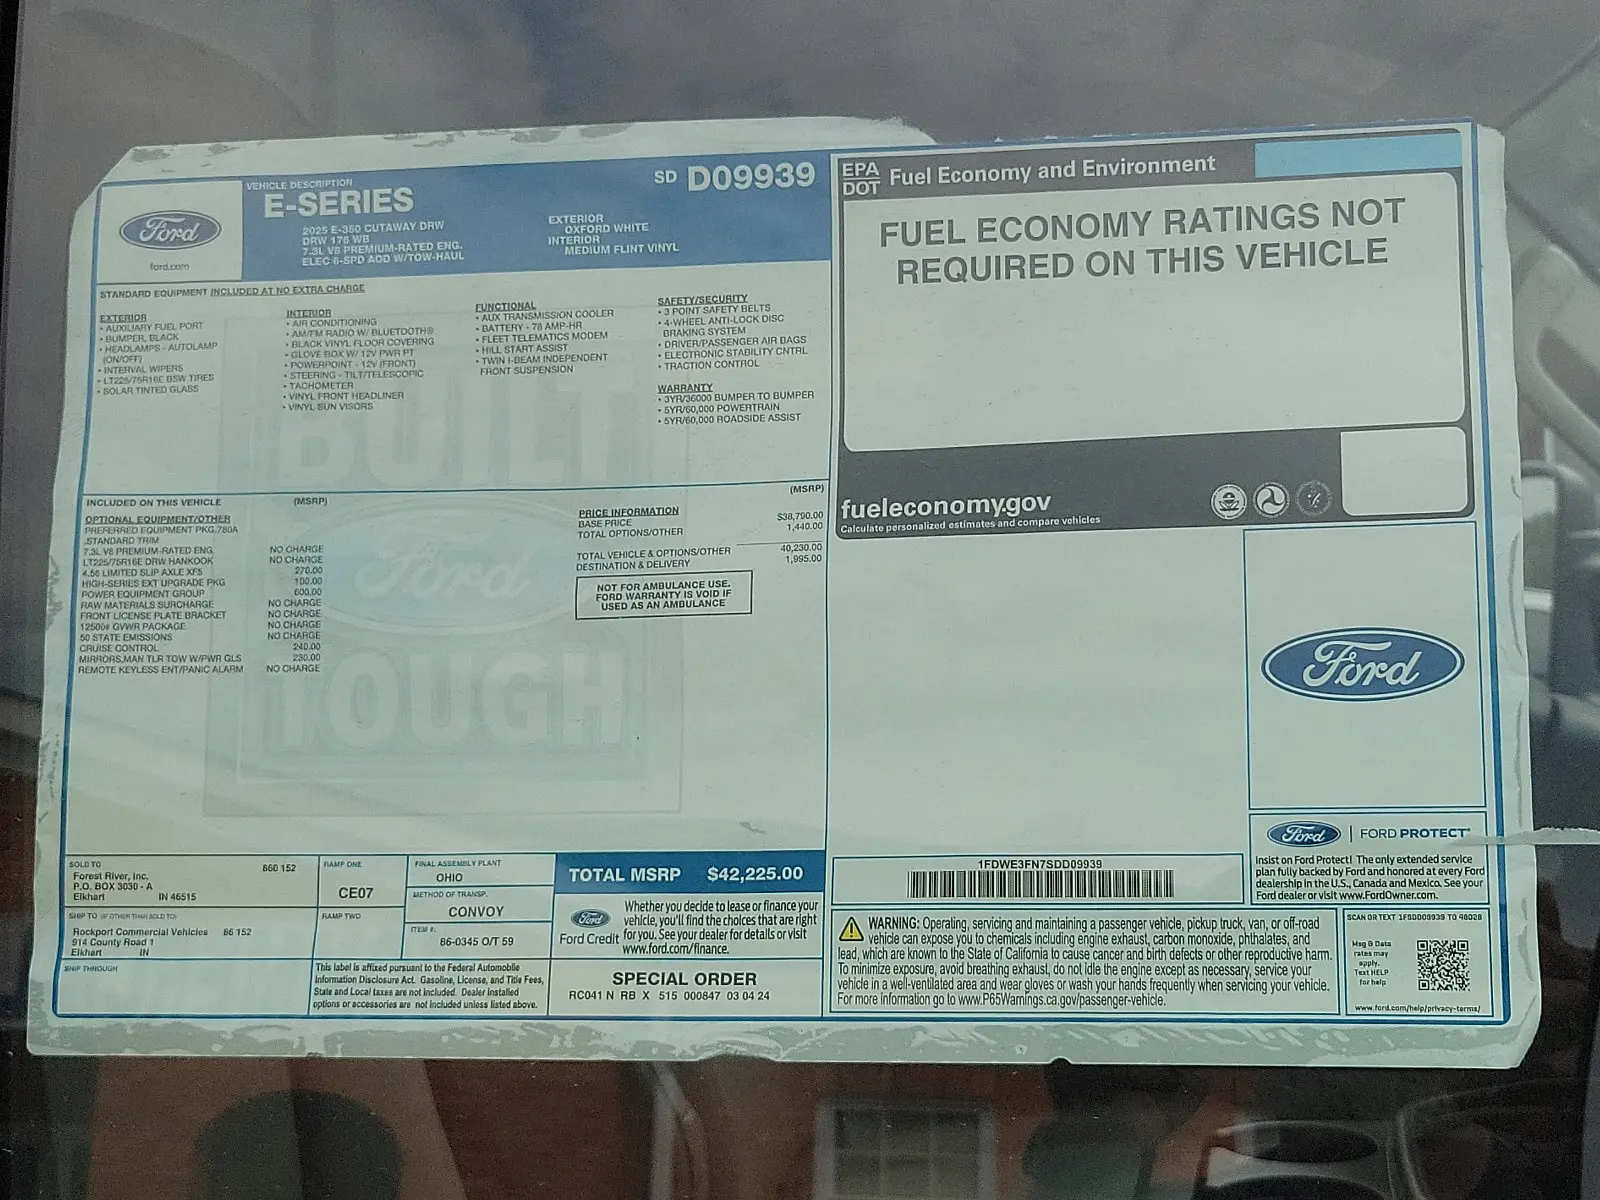 Ford
ford.com
VEHICLE DESCRIPTION
E-SERIES
SD D09939
2025 E-350 CUTAWAY DRW
DRW 176 WB
7.3L V8 PREMIUM-RATED ENG.
ELEC 6-SPD AOD W/TOW-HAUL
EXTERIOR
OXFORD WHITE
INTERIOR
MEDIUM FLINT VINYL
STANDARD EQUIPMENT INCLUDED AT NO EXTRA CHARGE
EXTERIOR
• AUXILIARY FUEL PORT
• BUMPER, BLACK
• HEADLAMPS - AUTOLAMP
(ON/OFF)
• INTERVAL WIPERS
• LT225/75R16E BSW TIRES
• SOLAR TINTED GLASS
INTERIOR
• AIR CONDITIONING
• AM/FM RADIO W/ BLUETOOTH®
• BLACK VINYL FLOOR COVERING
• GLOVE BOX W/ 12V PWR PT
• POWERPOINT - 12V (FRONT)
• STEERING - TILT/TELESCOPIC
• TACHOMETER
• VINYL FRONT HEADLINER
• VINYL SUN VISORS
FUNCTIONAL
• AUX TRANSMISSION COOLER
• BATTERY - 78 AMP-HR
• FLEET TELEMATICS MODEM
• HILL START ASSIST
• TWIN I-BEAM INDEPENDENT
FRONT SUSPENSION
SAFETY/SECURITY
• 3 POINT SAFETY BELTS
• 4-WHEEL ANTI-LOCK DISC
BRAKING SYSTEM
• DRIVER/PASSENGER AIR BAGS
• ELECTRONIC STABILITY CNTRL
• TRACTION CONTROL
WARRANTY
• 3YR/36000 BUMPER TO BUMPER
• 5YR/60,000 POWERTRAIN
• 5YR/60,000 ROADSIDE ASSIST
BUILT
Ford
TOUGH
INCLUDED ON THIS VEHICLE (MSRP)
OPTIONAL EQUIPMENT/OTHER
PREFERRED EQUIPMENT PKG.780A
.STANDARD TRIM
7.3L V8 PREMIUM-RATED ENG NO CHARGE
LT225/75R16E DRW HANKOOK NO CHARGE
4.56 LIMITED SLIP AXLE XF5 270.00
HIGH-SERIES EXT UPGRADE PKG 100.00
POWER EQUIPMENT GROUP 600.00
RAW MATERIALS SURCHARGE NO CHARGE
FRONT LICENSE PLATE BRACKET NO CHARGE
12500# GVWR PACKAGE NO CHARGE
50 STATE EMISSIONS NO CHARGE
CRUISE CONTROL 240.00
MIRRORS,MAN TLR TOW W/PWR GLS 230.00
REMOTE KEYLESS ENT/PANIC ALARM NO CHARGE
(MSRP)
PRICE INFORMATION
BASE PRICE $38,790.00
TOTAL OPTIONS/OTHER 1,440.00
TOTAL VEHICLE & OPTIONS/OTHER 40,230.00
DESTINATION & DELIVERY 1,995.00
NOT FOR AMBULANCE USE.
FORD WARRANTY IS VOID IF
USED AS AN AMBULANCE
SOLD TO 860 152
Forest River, Inc.
P.O. BOX 3030 - A
Elkhart IN 46515
SHIP TO (IF OTHER THAN SOLD TO)
Rockport Commercial Vehicles 86 152
914 County Road 1
Elkhart IN
SHIP THROUGH
RAMP ONE
CE07
RAMP TWO
FINAL ASSEMBLY PLANT
OHIO
METHOD OF TRANSP.
CONVOY
ITEM #:
86-0345 O/T 59
This label is affixed pursuant to the Federal Automobile
Information Disclosure Act. Gasoline, License, and Title Fees,
State and Local taxes are not included. Dealer installed
options or accessories are not included unless listed above.
TOTAL MSRP $42,225.00
Ford
Ford Credit
Whether you decide to lease or finance your
vehicle, you'll find the choices that are right
for you. See your dealer for details or visit
www.ford.com/finance.
SPECIAL ORDER
RC041 N RB X 515 000847 03 04 24
EPA
DOT
Fuel Economy and Environment
FUEL ECONOMY RATINGS NOT
REQUIRED ON THIS VEHICLE
fueleconomy.gov
Calculate personalized estimates and compare vehicles
Ford
1FDWE3FN7SDD09939
Ford | FORD PROTECT
Insist on Ford Protect! The only extended service
plan fully backed by Ford and honored at every Ford
dealership in the U.S., Canada and Mexico. See your
Ford dealer or visit www.FordOwner.com.
WARNING: Operating, servicing and maintaining a passenger vehicle, pickup truck, van, or off-road
vehicle can expose you to chemicals including engine exhaust, carbon monoxide, phthalates, and
lead, which are known to the State of California to cause cancer and birth defects or other reproductive harm.
To minimize exposure, avoid breathing exhaust, do not idle the engine except as necessary, service your
vehicle in a well-ventilated area and wear gloves or wash your hands frequently when servicing your vehicle.
For more information go to www.P65Warnings.ca.gov/passenger-vehicle.
SCAN OR TEXT 1FSDD09939 TO 48028
Msg & Data
rates may
apply.
Text HELP
for help
www.ford.com/help/privacy-terms/